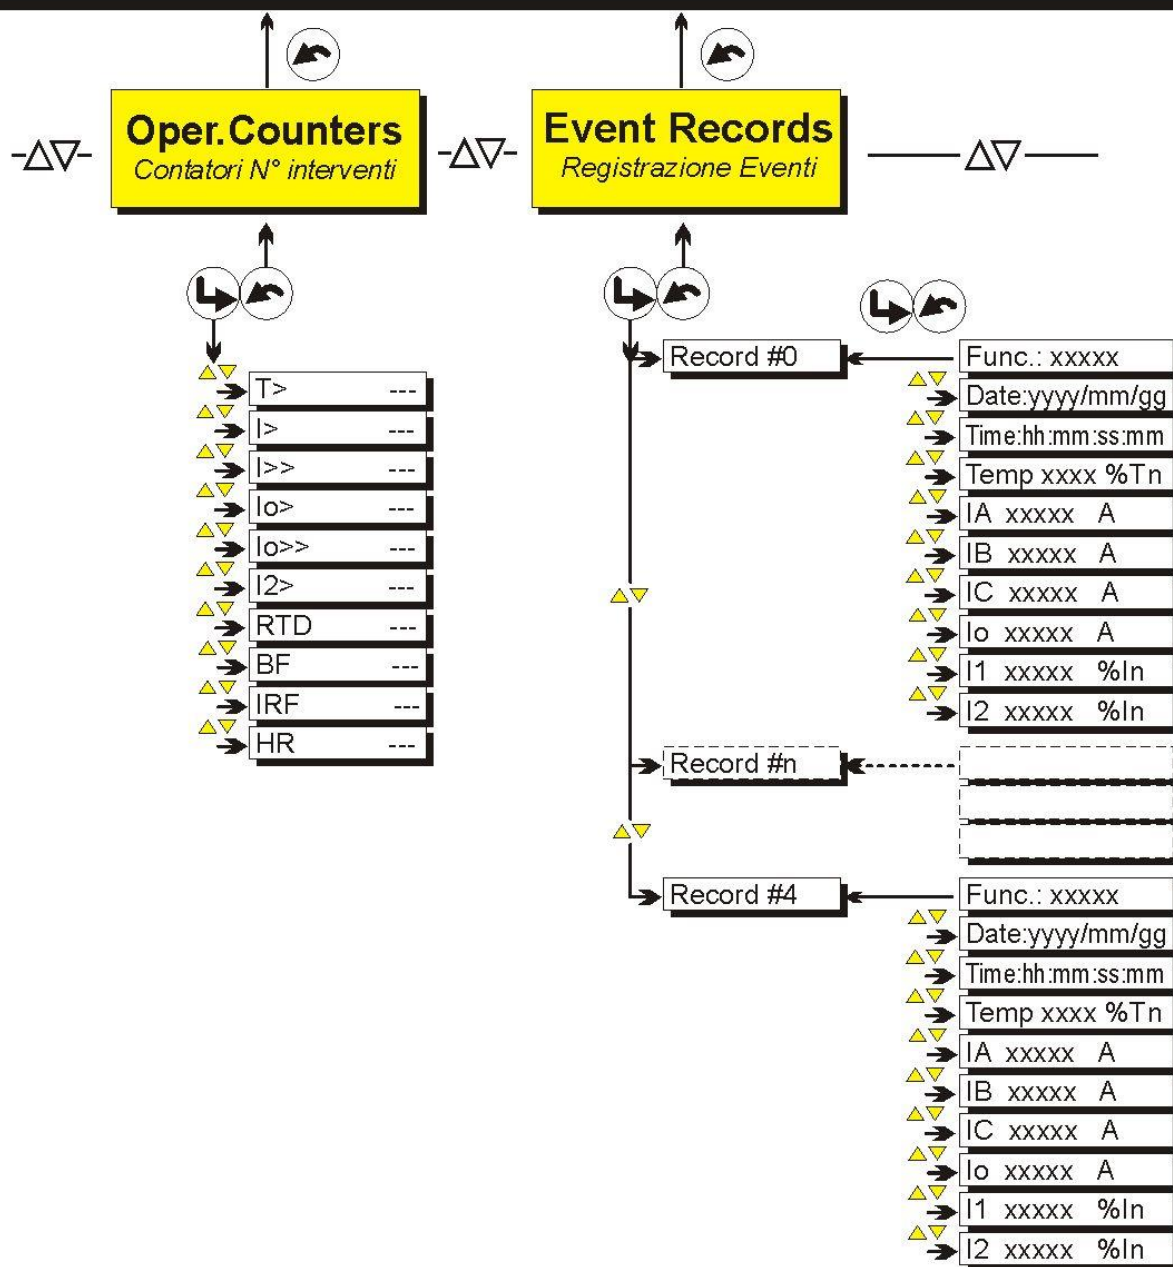 Oper.Counters
Contatori N° interventi
T> ---
I> ---
I>> ---
Io> ---
Io>> ---
I2> ---
RTD ---
BF ---
IRF ---
HR ---
Event Records
Registrazione Eventi
Record #0
Func.: xxxxx
Date:yyyy/mm/gg
Time:hh:mm:ss:mm
Temp xxxx %Tn
IA xxxxx A
IB xxxxx A
IC xxxxx A
Io xxxxx A
I1 xxxxx %In
I2 xxxxx %In
Record #n
Record #4
Func.: xxxxx
Date:yyyy/mm/gg
Time:hh:mm:ss:mm
Temp xxxx %Tn
IA xxxxx A
IB xxxxx A
IC xxxxx A
Io xxxxx A
I1 xxxxx %In
I2 xxxxx %In